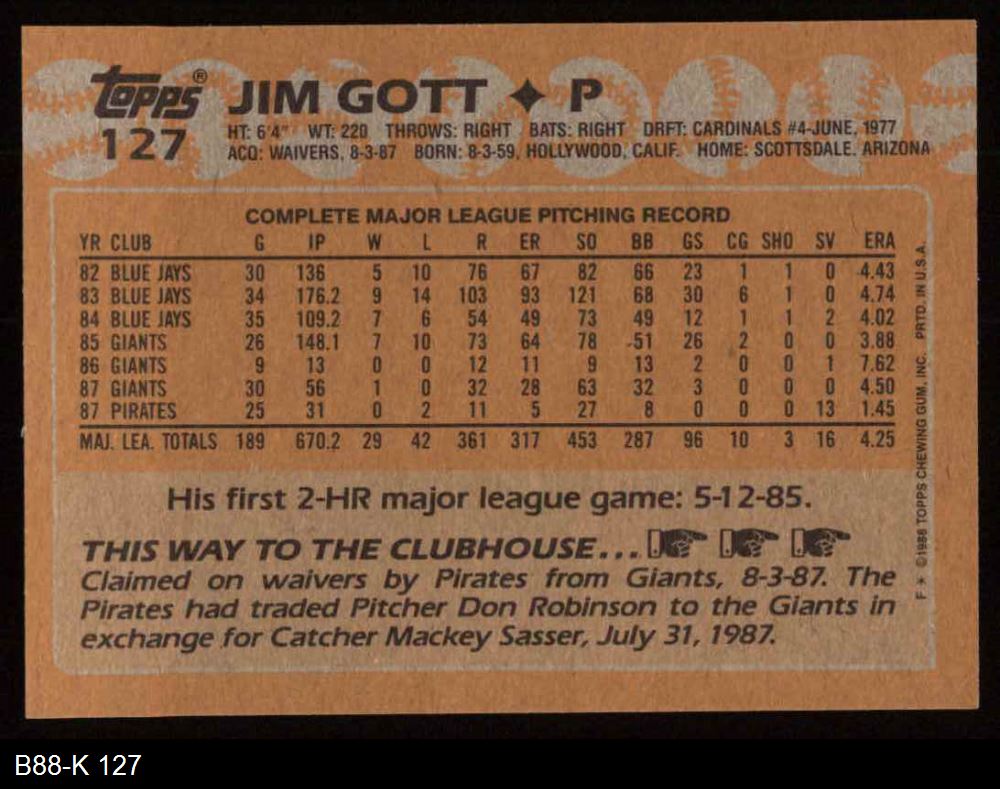 topps® JIM GOTT ✦ P
127 HT: 6'4" WT: 220 THROWS: RIGHT BATS: RIGHT DRFT: CARDINALS #4-JUNE, 1977
ACQ: WAIVERS, 8-3-87 BORN: 8-3-59, HOLLYWOOD, CALIF. HOME: SCOTTSDALE, ARIZONA
COMPLETE MAJOR LEAGUE PITCHING RECORD
YR CLUB G IP W L R ER SO BB GS CG SHO SV ERA
82 BLUE JAYS 30 136 5 10 76 67 82 66 23 1 1 0 4.43
83 BLUE JAYS 34 176.2 9 14 103 93 121 68 30 6 1 0 4.74
84 BLUE JAYS 35 109.2 7 6 54 49 73 49 12 1 1 2 4.02
85 GIANTS 26 148.1 7 10 73 64 78 51 26 2 0 0 3.88
86 GIANTS 9 13 0 0 12 11 9 13 2 0 0 1 7.62
87 GIANTS 30 56 1 0 32 28 63 32 3 0 0 0 4.50
87 PIRATES 25 31 0 2 11 5 27 8 0 0 0 13 1.45
MAJ. LEA. TOTALS 189 670.2 29 42 361 317 453 287 96 10 3 16 4.25
His first 2-HR major league game: 5-12-85.
THIS WAY TO THE CLUBHOUSE...
Claimed on waivers by Pirates from Giants, 8-3-87. The
Pirates had traded Pitcher Don Robinson to the Giants in
exchange for Catcher Mackey Sasser, July 31, 1987.
F* ©1988 TOPPS CHEWING GUM, INC. PRTD. IN U.S.A.
B88-K 127